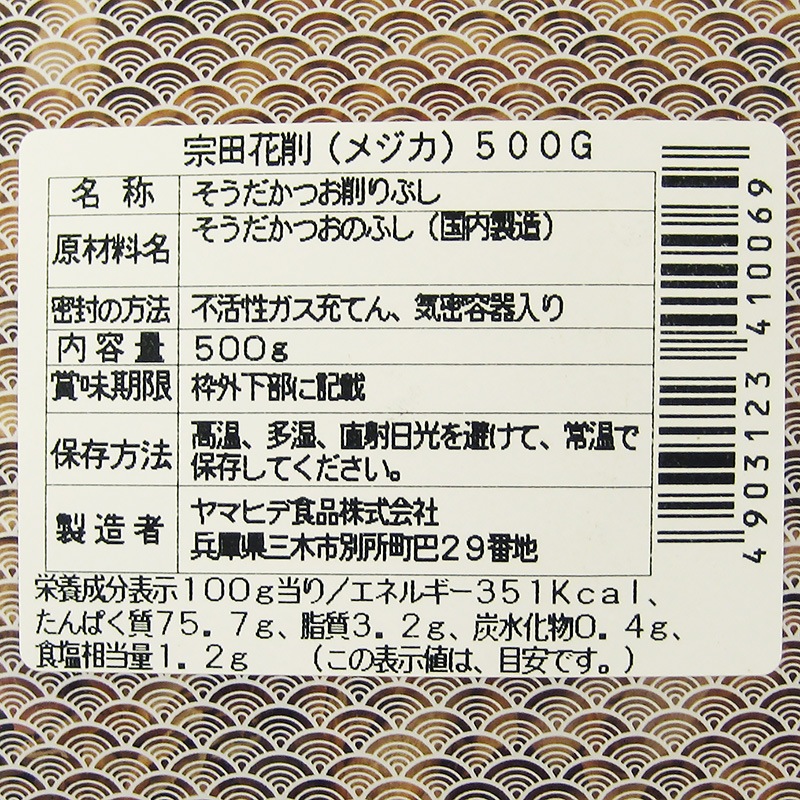 宗田花削（メジカ）５００Ｇ
名 称 そうだかつお削りぶし
原材料名 そうだかつおのふし（国内製造）
密封の方法 不活性ガス充てん、気密容器入り
内 容 量 ５００ｇ
賞味期限 枠外下部に記載
保存方法 高温、多湿、直射日光を避けて、常温で
保存してください。
製 造 者 ヤマヒデ食品株式会社
兵庫県三木市別所町巴２９番地
栄養成分表示１００ｇ当り／エネルギー３５１Ｋｃａｌ、
たんぱく質７５．７ｇ、脂質３．２ｇ、炭水化物０．４ｇ、
食塩相当量１．２ｇ （この表示値は、目安です。）
4903123 410069